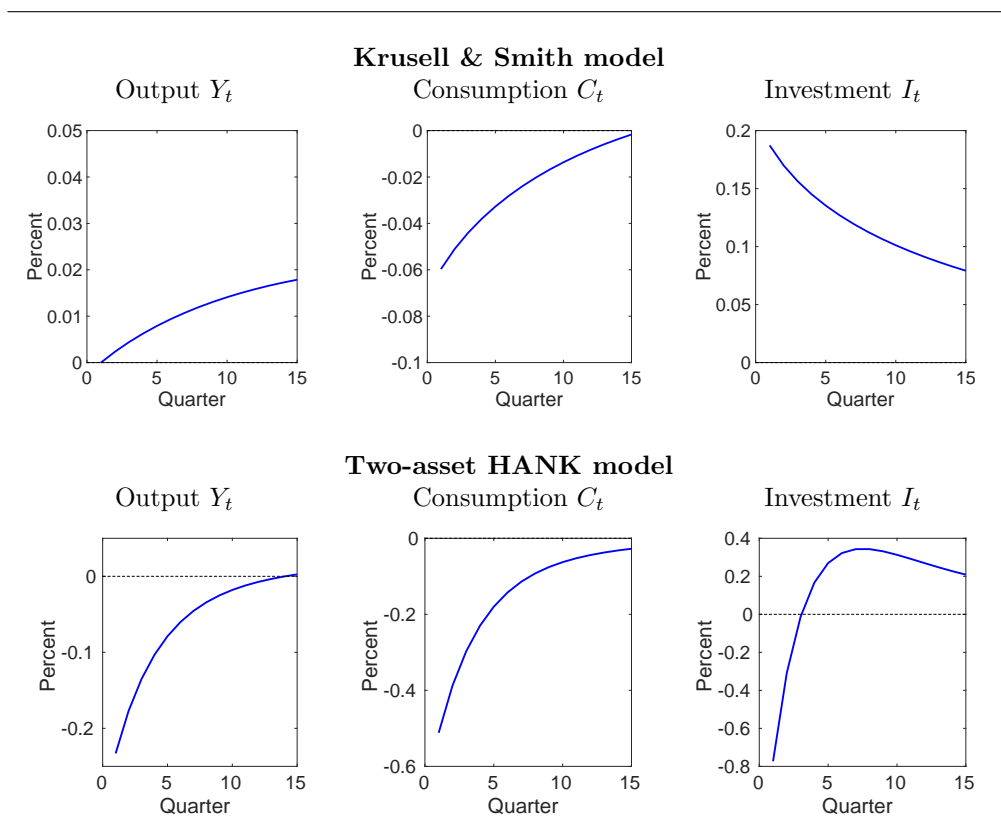 Krusell & Smith model
Output Y_t
Consumption C_t
Investment I_t
0.05
0.04
0.03
0.02
0.01
0
Percent
0
5
10
15
Quarter
0
-0.02
-0.04
-0.06
-0.08
-0.1
Percent
0
5
10
15
Quarter
0.2
0.15
0.1
0.05
0
Percent
0
5
10
15
Quarter
Two-asset HANK model
Output Y_t
Consumption C_t
Investment I_t
0
-0.1
-0.2
Percent
0
5
10
15
Quarter
0
-0.2
-0.4
-0.6
Percent
0
5
10
15
Quarter
0.4
0.2
0
-0.2
-0.4
-0.6
-0.8
Percent
0
5
10
15
Quarter